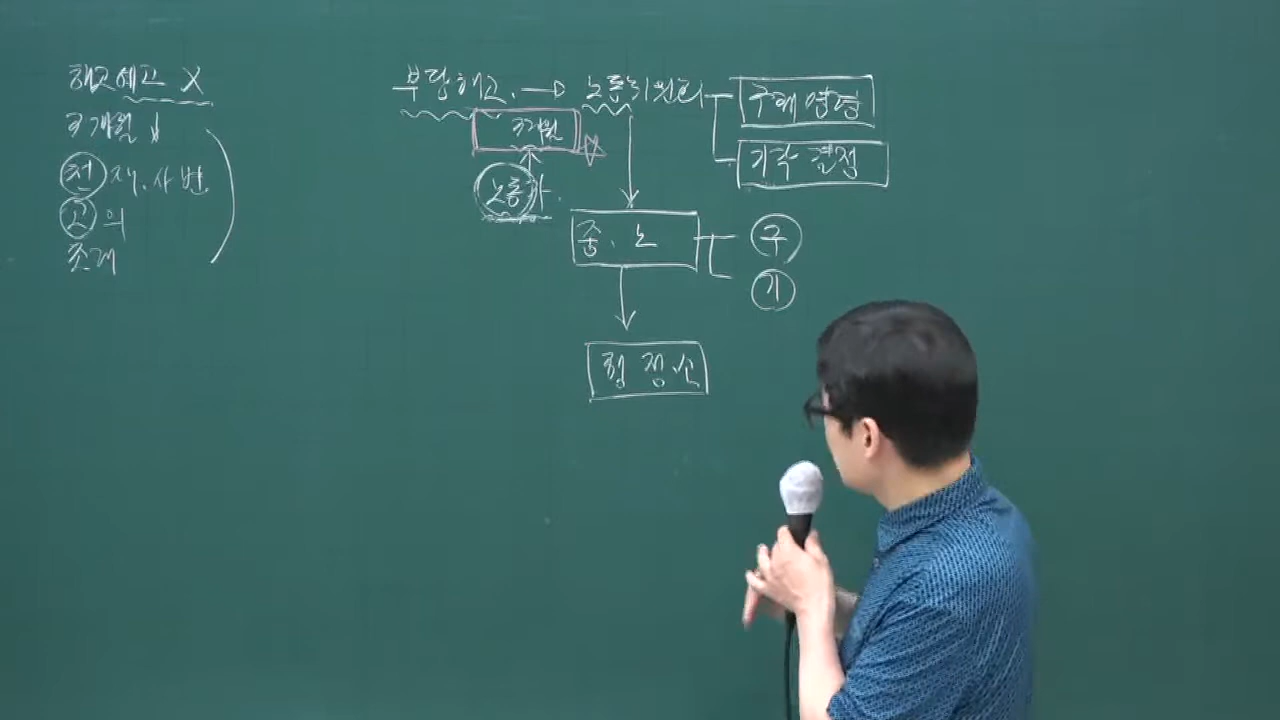 해고예고 X
3개월↓
천재.사변
고의
초래
부당해고. → 노동위원회
구제명령
3개월
기각 결정
노동자.
중.노
구
기
행정.소